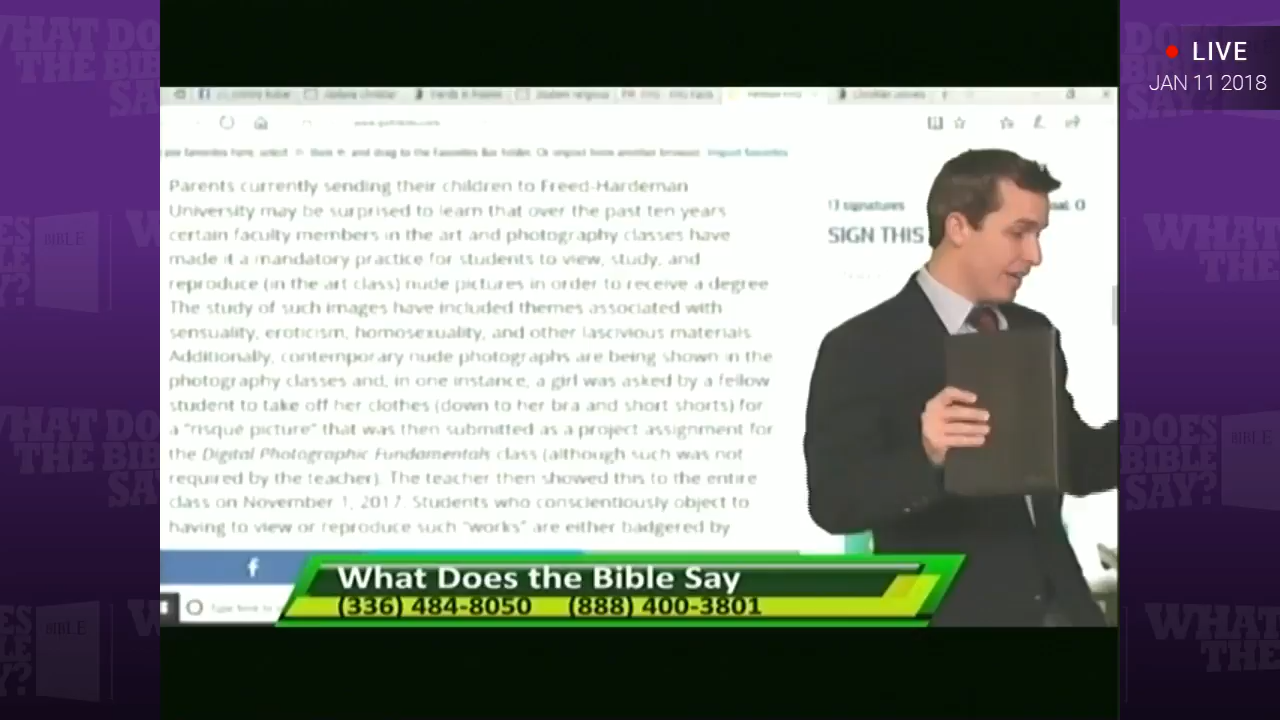 LIVE
JAN 11 2018
Parents currently sending their children to Freed-Hardeman
University may be surprised to learn that over the past ten years
certain faculty members in the art and photography classes have
made it a mandatory practice for students to view, study, and
reproduce (in the art class) nude pictures in order to receive a degree
The study of such images have included themes associated with
sensuality, eroticism, homosexuality, and other lascivious materials
Additionally, contemporary nude photographs are being shown in the
photography classes and, in one instance, a girl was asked by a fellow
student to take off her clothes (down to her bra and short shorts) for
a "risqué picture" that was then submitted as a project assignment for
the Digital Photographic Fundamentals class (although such was not
required by the teacher). The teacher then showed this to the entire
class on November 1, 2017. Students who conscientiously object to
having to view or reproduce such "works" are either badgered by
13 signatures
SIGN THIS
f
What Does the Bible Say
(336) 484-8050 (888) 400-3801
WHAT DOES
THE BIBLE
SAY?
BIBLE